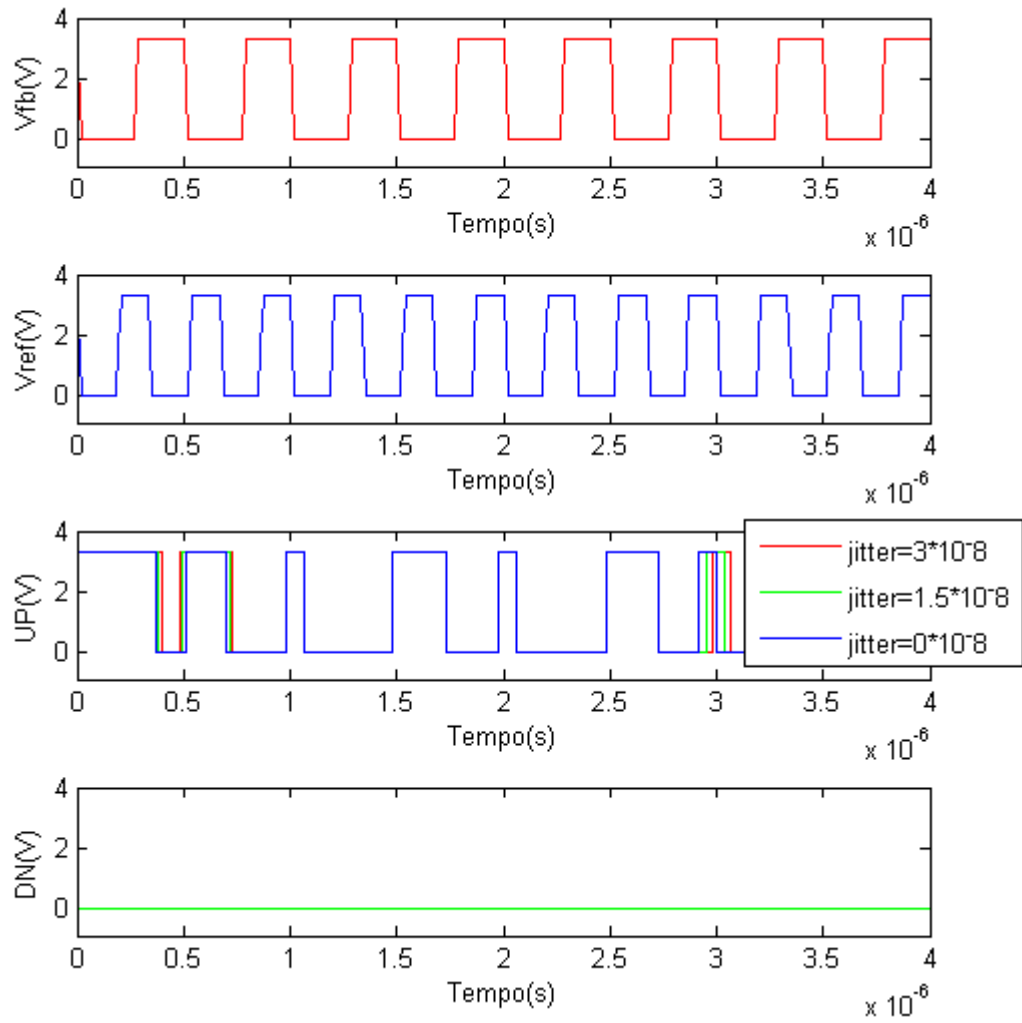 4
2
0
Vfb(V)
0 0.5 1 1.5 2 2.5 3 3.5 4
Tempo(s)
x 10-6
4
2
0
Vref(V)
0 0.5 1 1.5 2 2.5 3 3.5 4
Tempo(s)
x 10-6
4
2
0
UP(V)
jitter=3*10-8
jitter=1.5*10-8
jitter=0*10-8
0 0.5 1 1.5 2 2.5 3 3.5 4
Tempo(s)
x 10-6
4
2
0
DN(V)
0 0.5 1 1.5 2 2.5 3 3.5 4
Tempo(s)
x 10-6